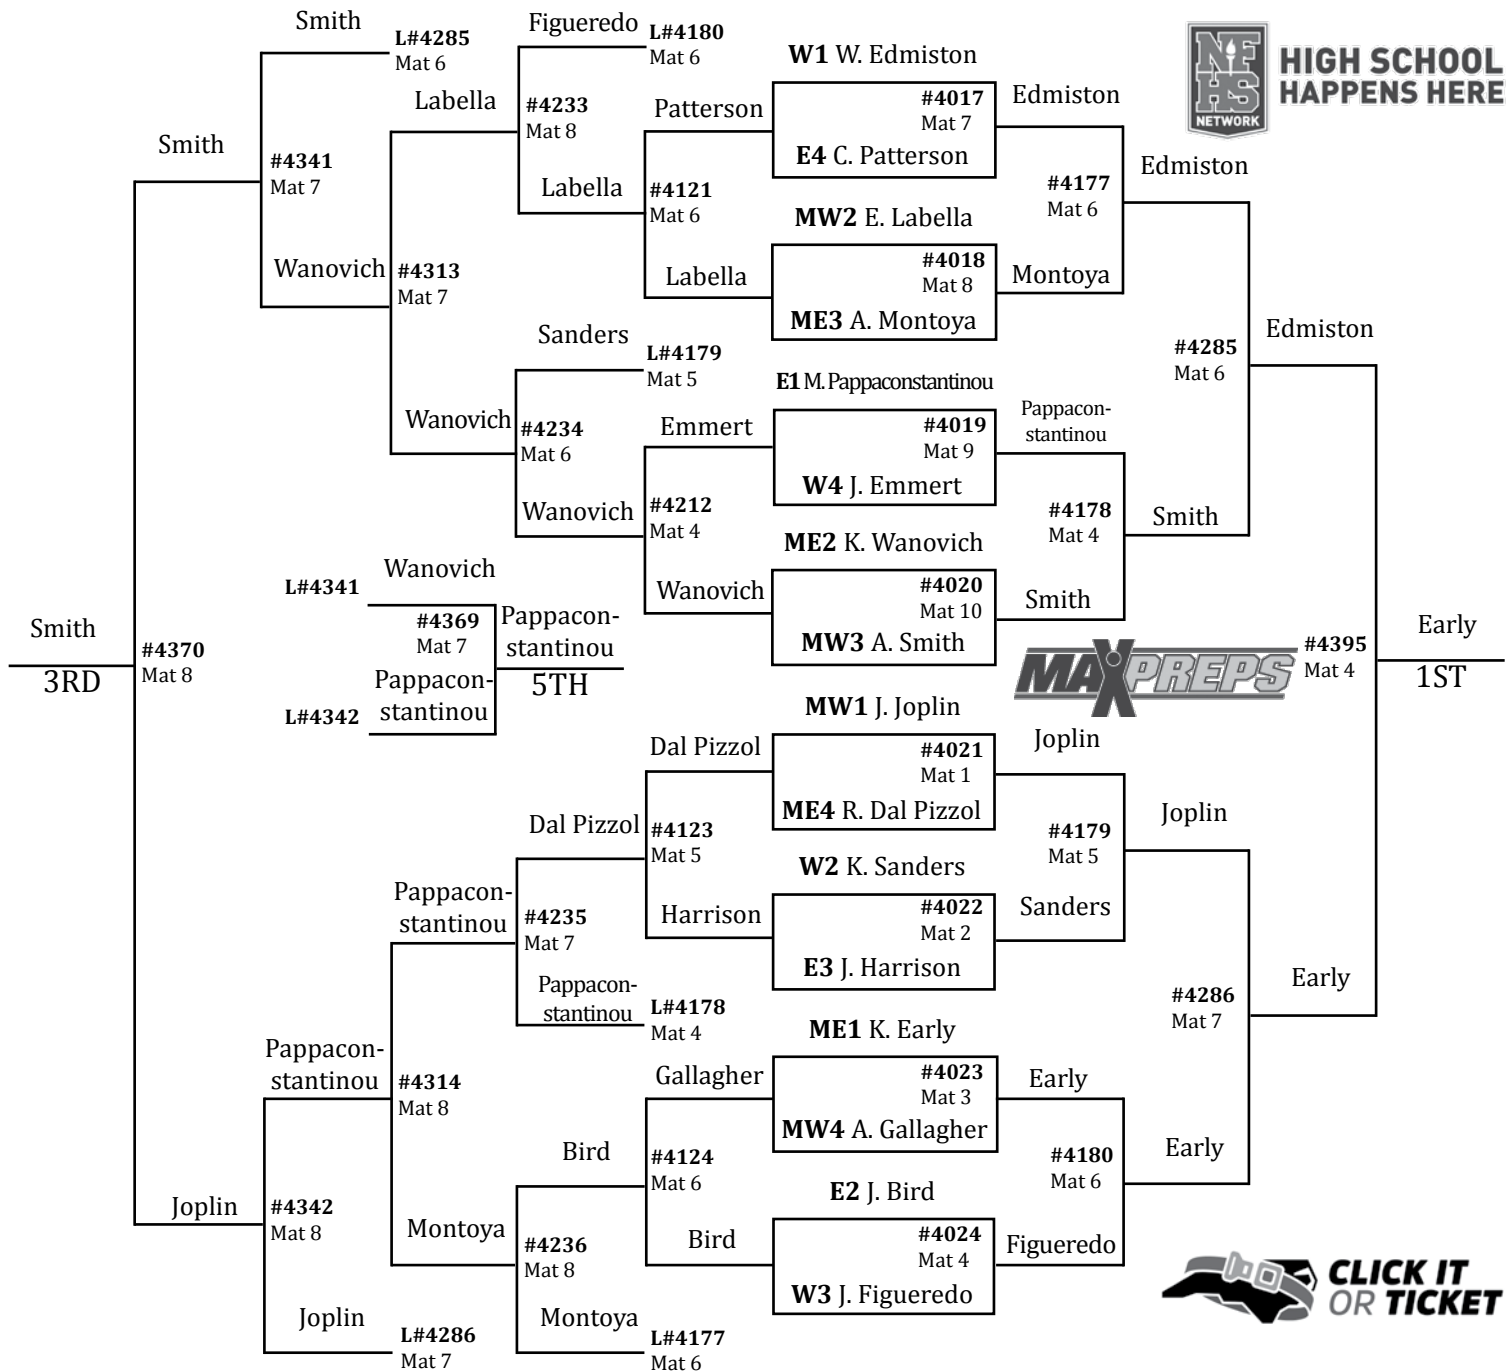 Smith
L#4285
Mat 6
Figueredo
L#4180
Mat 6
W1 W. Edmiston
NFHS
NETWORK
HIGH SCHOOL
HAPPENS HERE
Labella
#4233
Mat 8
Patterson
#4017
Mat 7
Edmiston
Smith
#4341
Mat 7
E4 C. Patterson
Labella
#4121
Mat 6
#4177
Mat 6
Edmiston
MW2 E. Labella
Wanovich
#4313
Mat 7
Labella
#4018
Mat 8
Montoya
ME3 A. Montoya
Sanders
L#4179
Mat 5
#4285
Mat 6
Edmiston
E1 M. Pappaconstantinou
Wanovich
#4234
Mat 6
Emmert
#4019
Mat 9
Pappacon-
stantinou
W4 J. Emmert
Wanovich
#4212
Mat 4
#4178
Mat 4
Smith
ME2 K. Wanovich
Wanovich
L#4341
#4369
Mat 7
Pappacon-
stantinou
5TH
Wanovich
#4020
Mat 10
Smith
MW3 A. Smith
Smith
3RD
#4370
Mat 8
Pappacon-
stantinou
L#4342
MAXPREPS
#4395
Mat 4
Early
1ST
MW1 J. Joplin
Dal Pizzol
#4021
Mat 1
Joplin
ME4 R. Dal Pizzol
Dal Pizzol
#4123
Mat 5
#4179
Mat 5
Joplin
W2 K. Sanders
Pappacon-
stantinou
#4235
Mat 7
Harrison
#4022
Mat 2
Sanders
E3 J. Harrison
Pappacon-
stantinou
L#4178
Mat 4
#4286
Mat 7
Early
ME1 K. Early
Pappacon-
stantinou
#4314
Mat 8
Gallagher
#4023
Mat 3
Early
MW4 A. Gallagher
Bird
#4124
Mat 6
#4180
Mat 6
Early
E2 J. Bird
Joplin
#4342
Mat 8
Montoya
#4236
Mat 8
Bird
#4024
Mat 4
Figueredo
W3 J. Figueredo
Joplin
L#4286
Mat 7
Montoya
L#4177
Mat 6
CLICK IT
OR TICKET